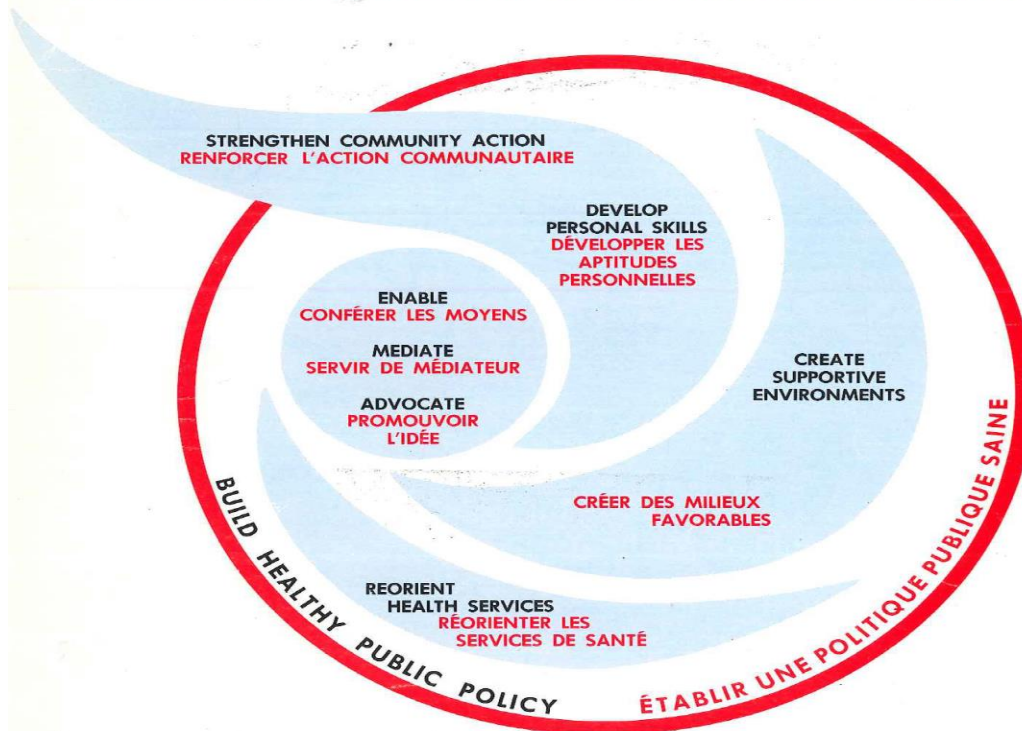 STRENGTHEN COMMUNITY ACTION
RENFORCER L'ACTION COMMUNAUTAIRE
DEVELOP
PERSONAL SKILLS
DÉVELOPPER LES
APTITUDES
PERSONNELLES
ENABLE
CONFÉRER LES MOYENS
MEDIATE
SERVIR DE MÉDIATEUR
ADVOCATE
PROMOUVOIR
L'IDÉE
CREATE
SUPPORTIVE
ENVIRONMENTS
CRÉER DES MILIEUX
FAVORABLES
REORIENT
HEALTH SERVICES
RÉORIENTER LES
SERVICES DE SANTÉ
BUILD HEALTHY PUBLIC POLICY
ÉTABLIR UNE POLITIQUE PUBLIQUE SAINE